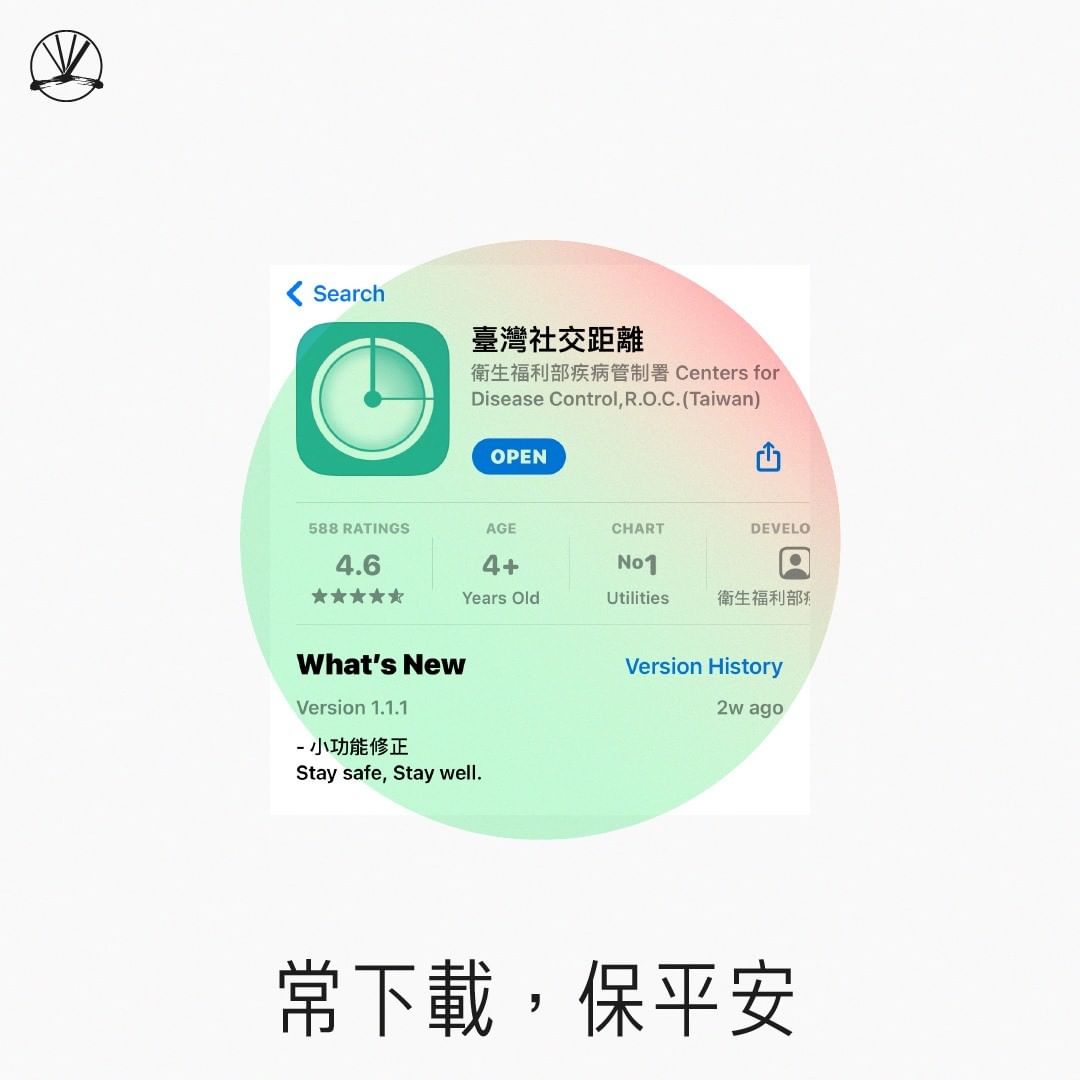 Search
臺灣社交距離
衛生福利部疾病管制署 Centers for
Disease Control,R.O.C.(Taiwan)
OPEN
588 RATINGS
4.6
AGE
4+
Years Old
CHART
No1
Utilities
DEVELO
衛生福利部
What's New
Version History
Version 1.1.1
2w ago
- 小功能修正
Stay safe, Stay well.
常下載，保平安